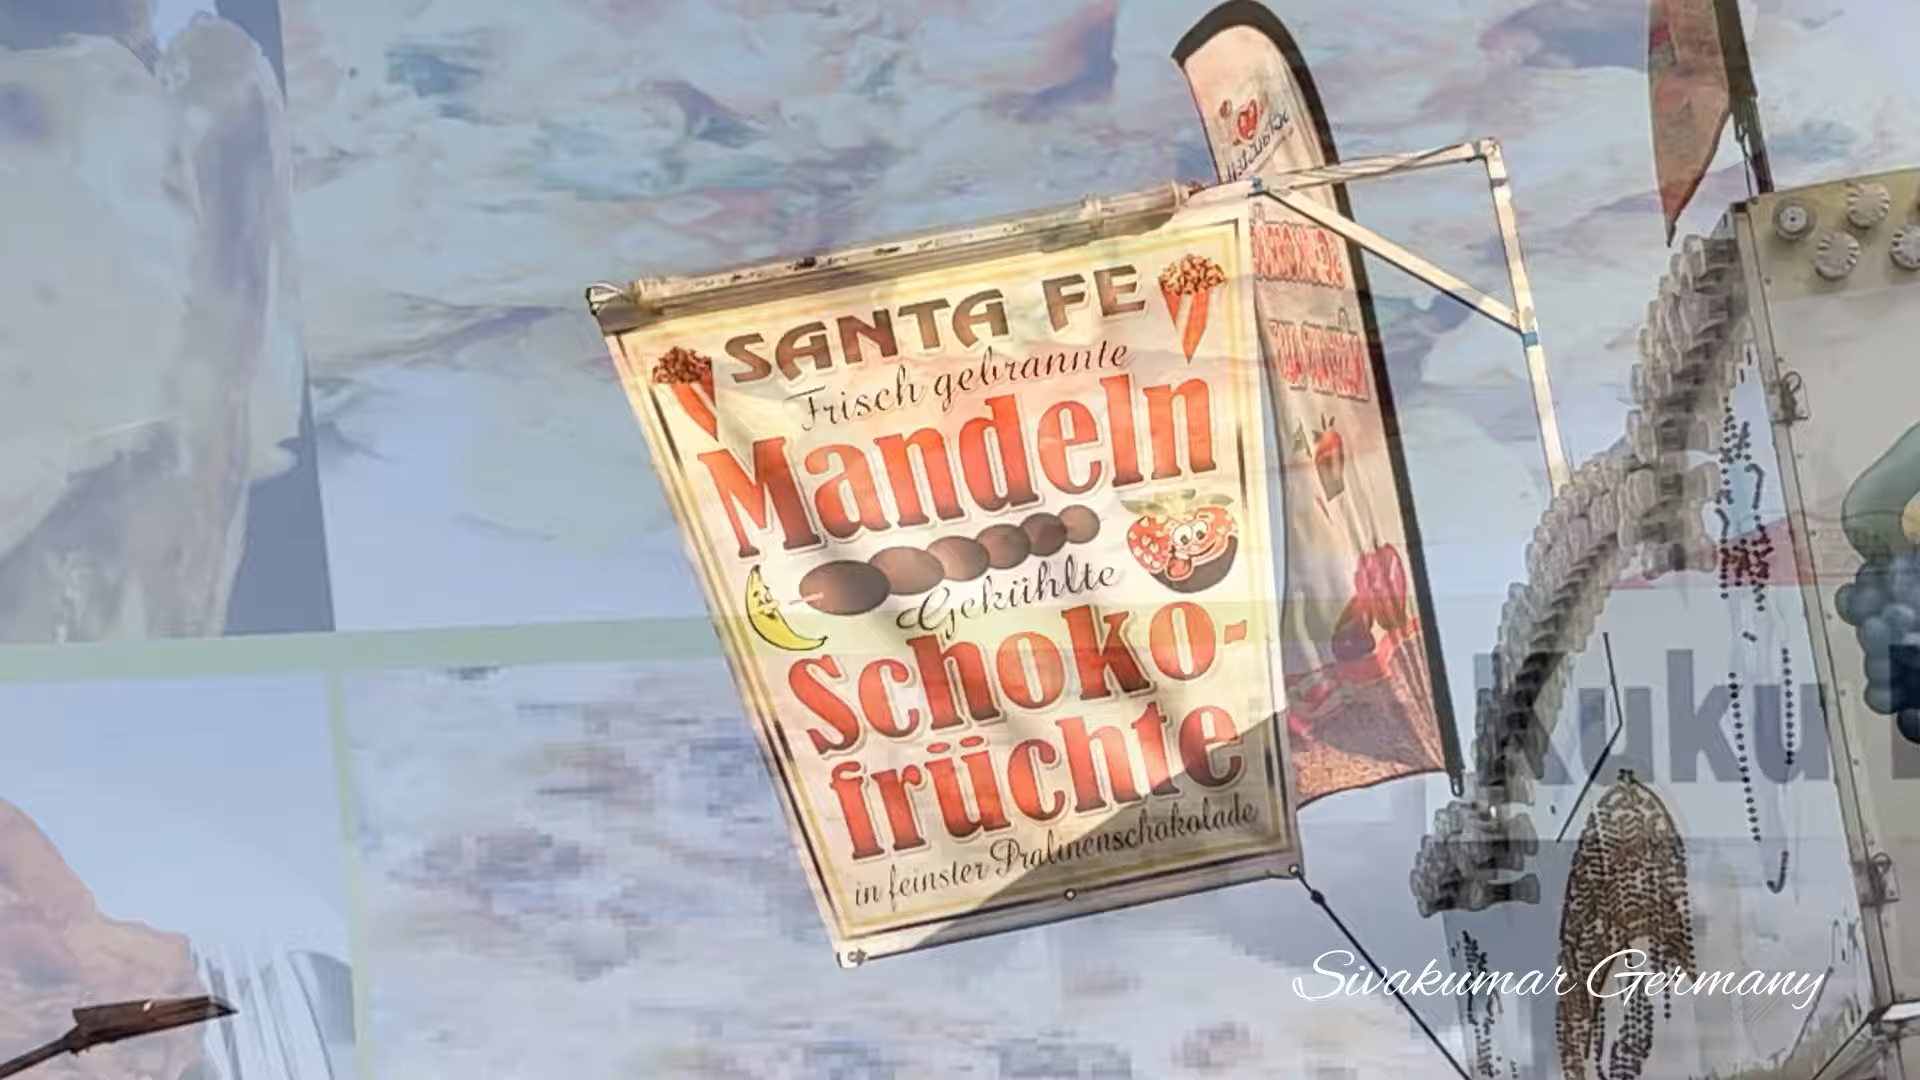 SANTA FE
Frisch gebrannte
Mandeln
Gekühlte
Schoko-
früchte
in feinster Pralinenschokolade
Kuku
Sivakumar Germany